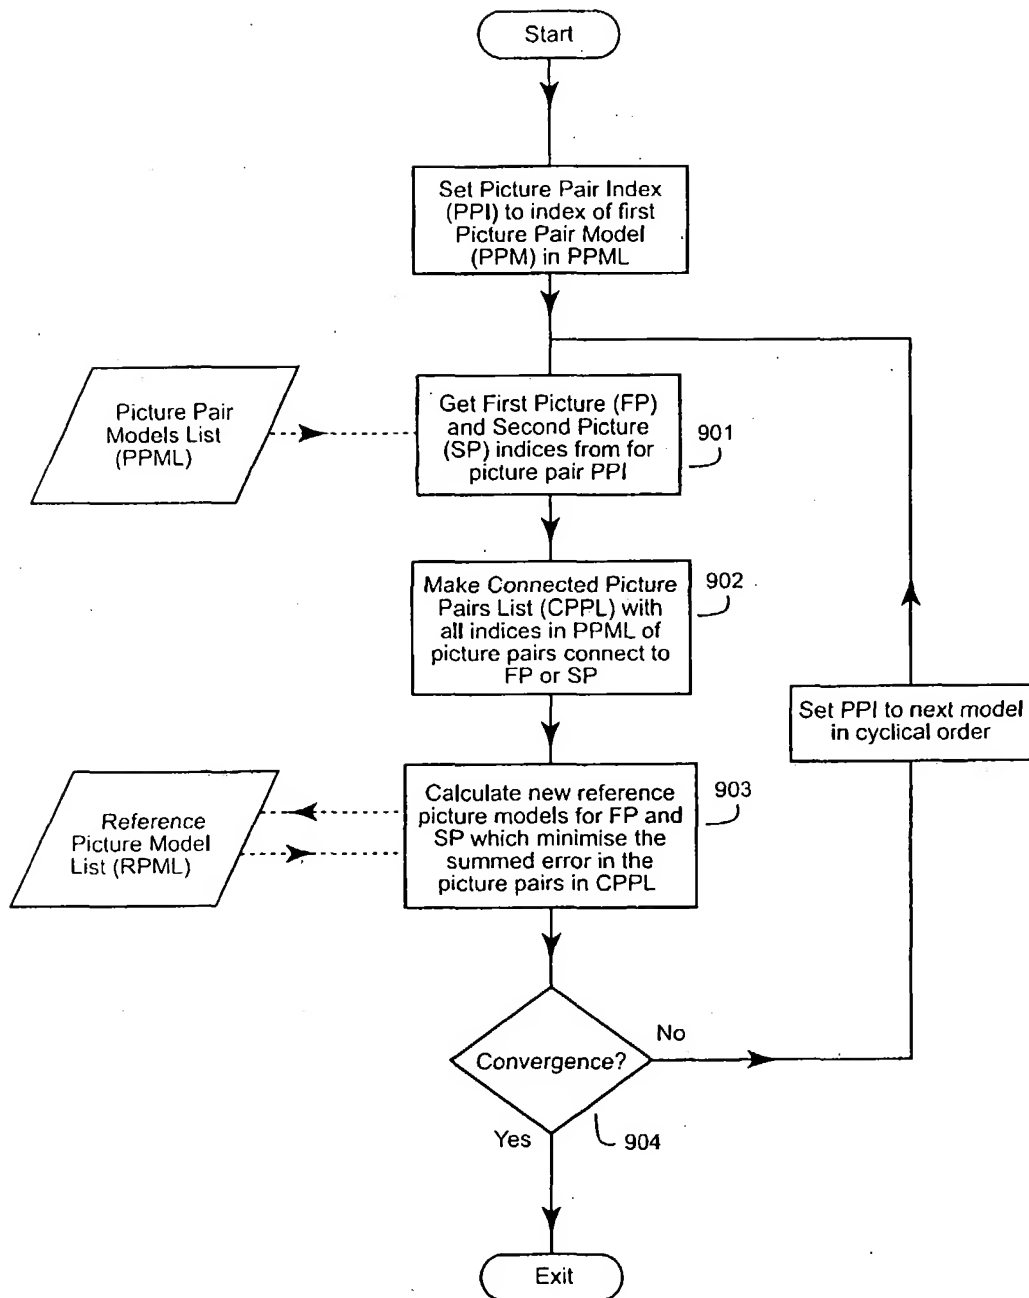 Start
Set Picture Pair Index
(PPI) to index of first
Picture Pair Model
(PPM) in PPML
Picture Pair
Models List
(PPML)
Get First Picture (FP)
and Second Picture
(SP) indices from for
picture pair PPI
901
Make Connected Picture
Pairs List (CPPL) with
all indices in PPML of
picture pairs connect to
FP or SP
902
Set PPI to next model
in cyclical order
Reference
Picture Model
List (RPML)
Calculate new reference
picture models for FP and
SP which minimise the
summed error in the
picture pairs in CPPL
903
Convergence?
No
Yes
904
Exit